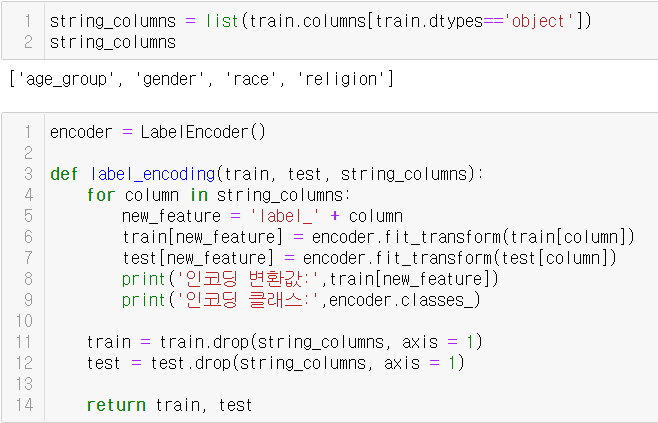 1 string_columns = list(train.columns[train.dtypes=='object'])
2 string_columns
['age_group', 'gender', 'race', 'religion']
1 encoder = LabelEncoder()
2
3 def label_encoding(train, test, string_columns):
4     for column in string_columns:
5         new_feature = 'label_' + column
6         train[new_feature] = encoder.fit_transform(train[column])
7         test[new_feature] = encoder.fit_transform(test[column])
8         print('인코딩 변환값:',train[new_feature])
9         print('인코딩 클래스:',encoder.classes_)
10
11     train = train.drop(string_columns, axis = 1)
12     test = test.drop(string_columns, axis = 1)
13
14     return train, test